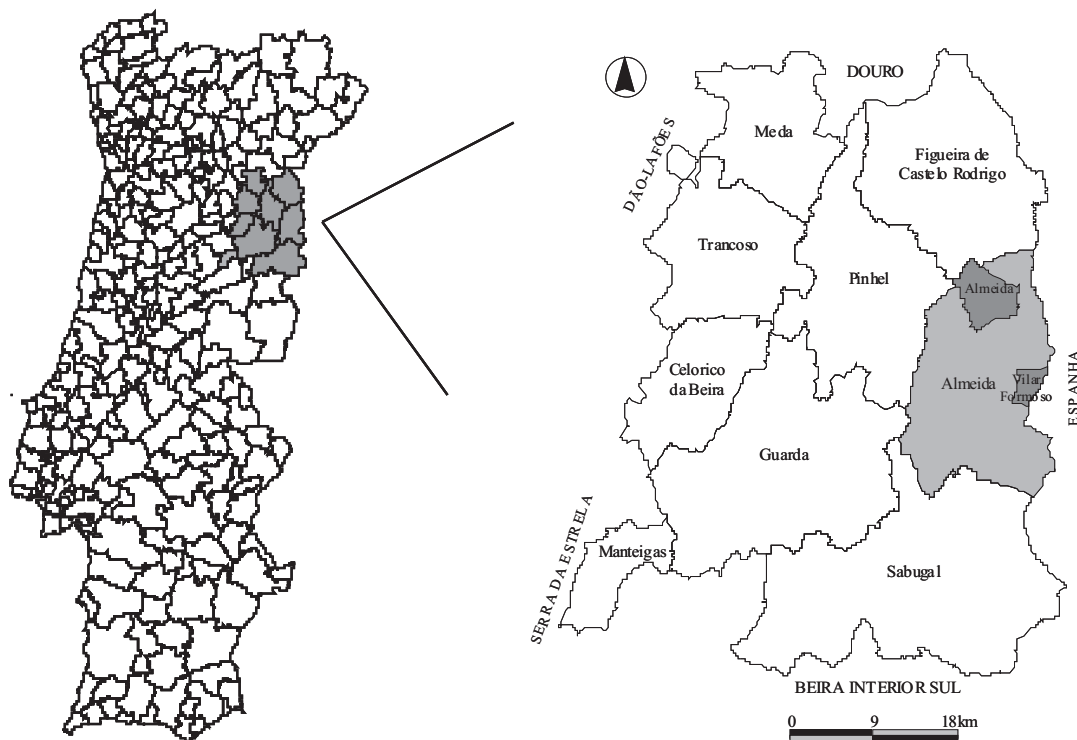 DOURO
Meda
DÃO-LAFÕES
Figueira de
Castelo Rodrigo
Trancoso
Pinhel
Almeida
Celorico
da Beira
Almeida
Vilar
Formoso
ESPANHA
Guarda
SERRA DA ESTRELA
Manteigas
Sabugal
BEIRA INTERIOR SUL
0 9 18km